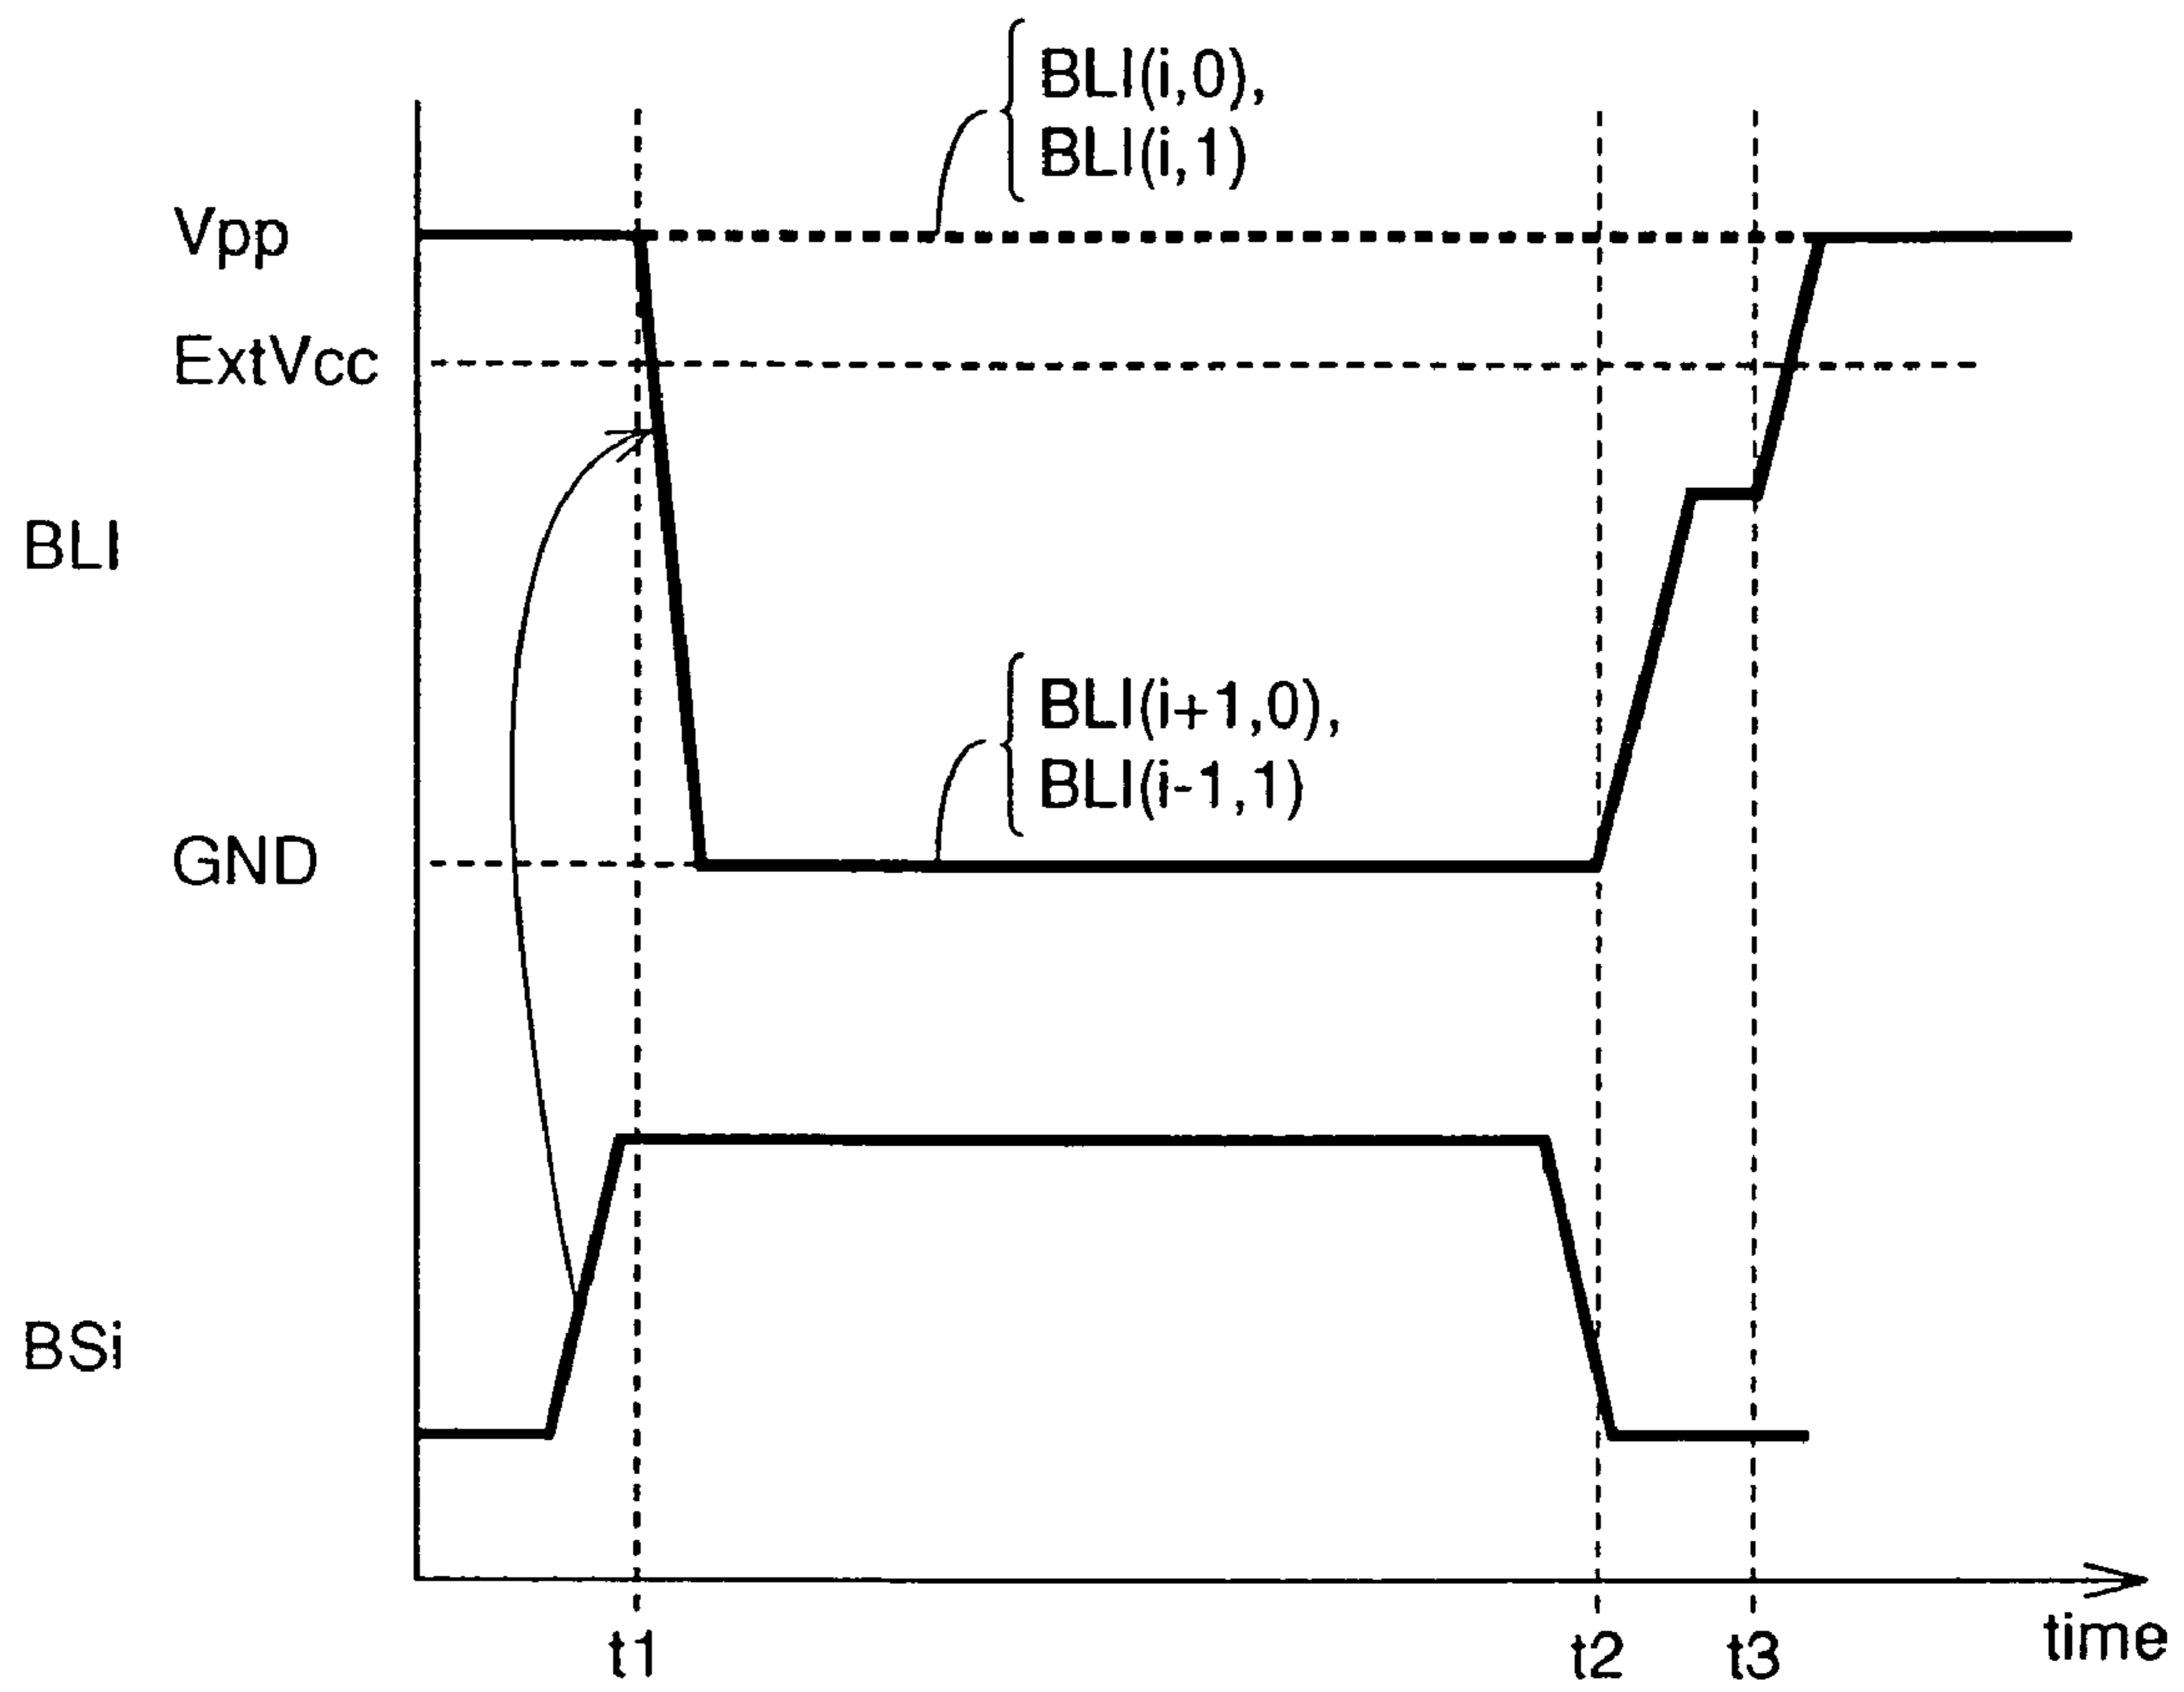 BLI(i,0),
BLI(i,1)
Vpp
ExtVcc
BLI
BLI(i+1,0),
BLI(i-1,1)
GND
BSi
t1
t2
t3
time